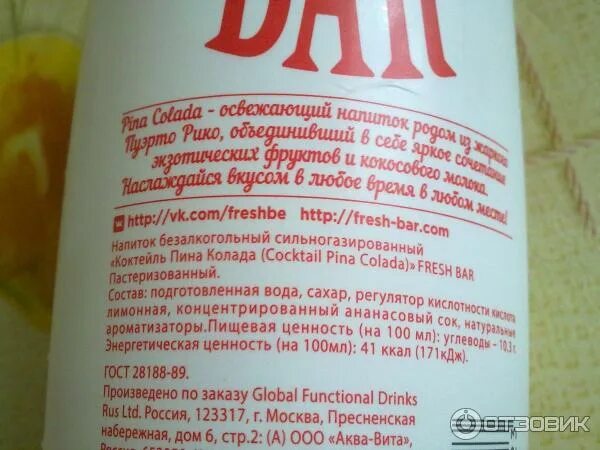 BAR
Pina Colada - освежающий напиток родом из жаркого
Пуэрто Рико, объединивший в себе яркое сочетание
экзотических фруктов и кокосового молока.
Наслаждайся вкусом в любое время в любом месте!
http://vk.com/freshbe http://fresh-bar.com
Напиток безалкогольный сильногазированный
«Коктейль Пина Колада (Cocktail Pina Colada)» FRESH BAR
Пастеризованный.
Состав: подготовленная вода, сахар, регулятор кислотности кислота
лимонная, концентрированный ананасовый сок, натуральные
ароматизаторы.Пищевая ценность (на 100 мл): углеводы – 10,3 г.
Энергетическая ценность (на 100мл): 41 ккал (171кДж).
ГОСТ 28188-89.
Произведено по заказу Global Functional Drinks
Rus Ltd. Россия, 123317, г. Москва, Пресненская
набережная, дом 6, стр.2: (А) ООО «Аква-Вита»,
ОТЗОВИК